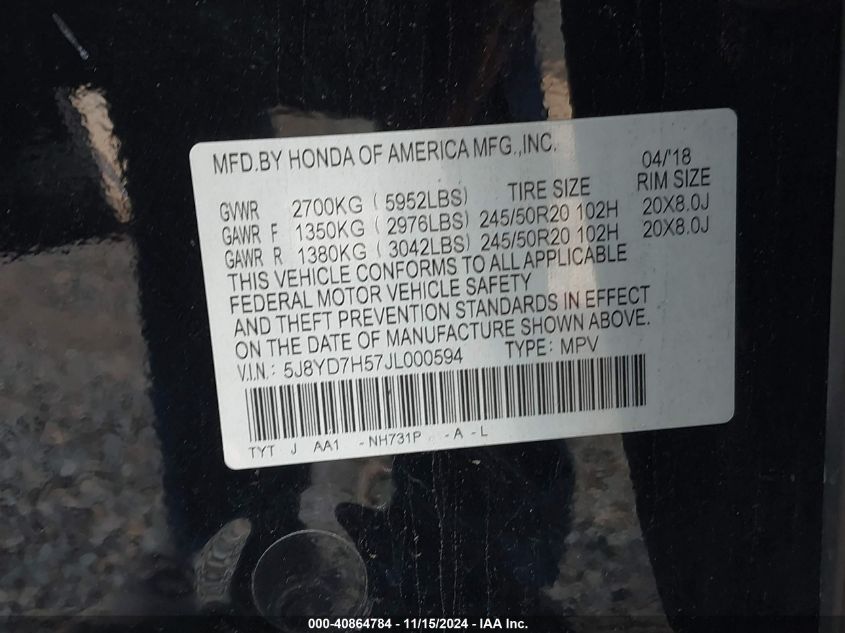 MFD.BY HONDA OF AMERICA MFG.,INC. 04/'18
TIRE SIZE RIM SIZE
GVWR 2700KG ( 5952LBS)
GAWR F 1350KG ( 2976LBS) 245/50R20 102H 20X8.0J
GAWR R 1380KG ( 3042LBS) 245/50R20 102H 20X8.0J
THIS VEHICLE CONFORMS TO ALL APPLICABLE
FEDERAL MOTOR VEHICLE SAFETY
AND THEFT PREVENTION STANDARDS IN EFFECT
ON THE DATE OF MANUFACTURE SHOWN ABOVE.
V.I.N.: 5J8YD7H57JL000594 TYPE: MPV
TYT J AA1 -NH731P -A -L
000-40864784 - 11/15/2024 - IAA Inc.